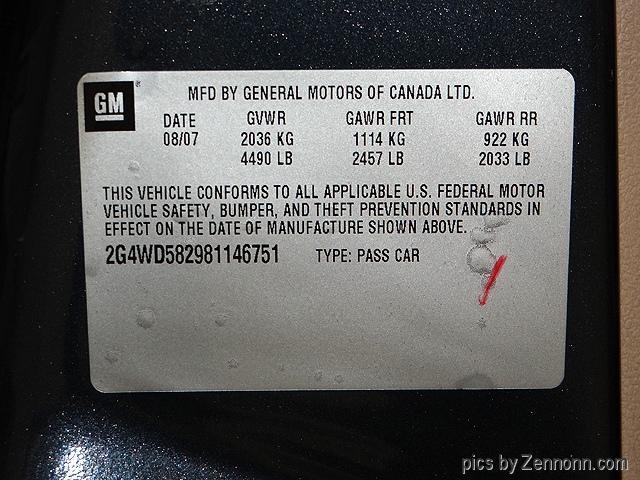 GM
MFD BY GENERAL MOTORS OF CANADA LTD.
DATE GVWR GAWR FRT GAWR RR
08/07 2036 KG 1114 KG 922 KG
4490 LB 2457 LB 2033 LB
THIS VEHICLE CONFORMS TO ALL APPLICABLE U.S. FEDERAL MOTOR
VEHICLE SAFETY, BUMPER, AND THEFT PREVENTION STANDARDS IN
EFFECT ON THE DATE OF MANUFACTURE SHOWN ABOVE.
2G4WD582981146751 TYPE: PASS CAR
pics by Zennonn.com